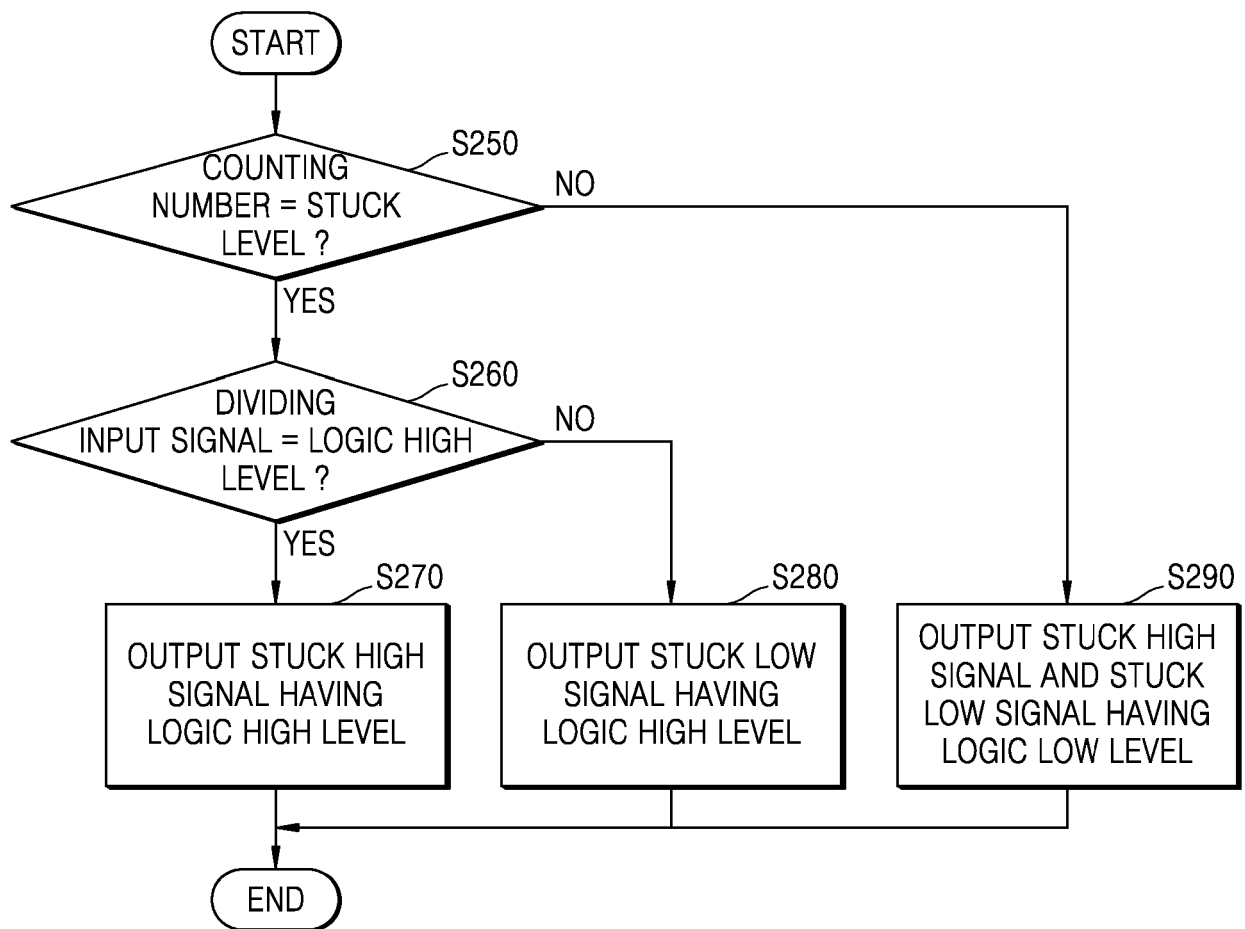 START
S250
COUNTING
NUMBER = STUCK
LEVEL ?
NO
YES
S260
DIVIDING
INPUT SIGNAL = LOGIC HIGH
LEVEL ?
NO
YES
S270
OUTPUT STUCK HIGH
SIGNAL HAVING
LOGIC HIGH LEVEL
S280
OUTPUT STUCK LOW
SIGNAL HAVING
LOGIC HIGH LEVEL
S290
OUTPUT STUCK HIGH
SIGNAL AND STUCK
LOW SIGNAL HAVING
LOGIC LOW LEVEL
END